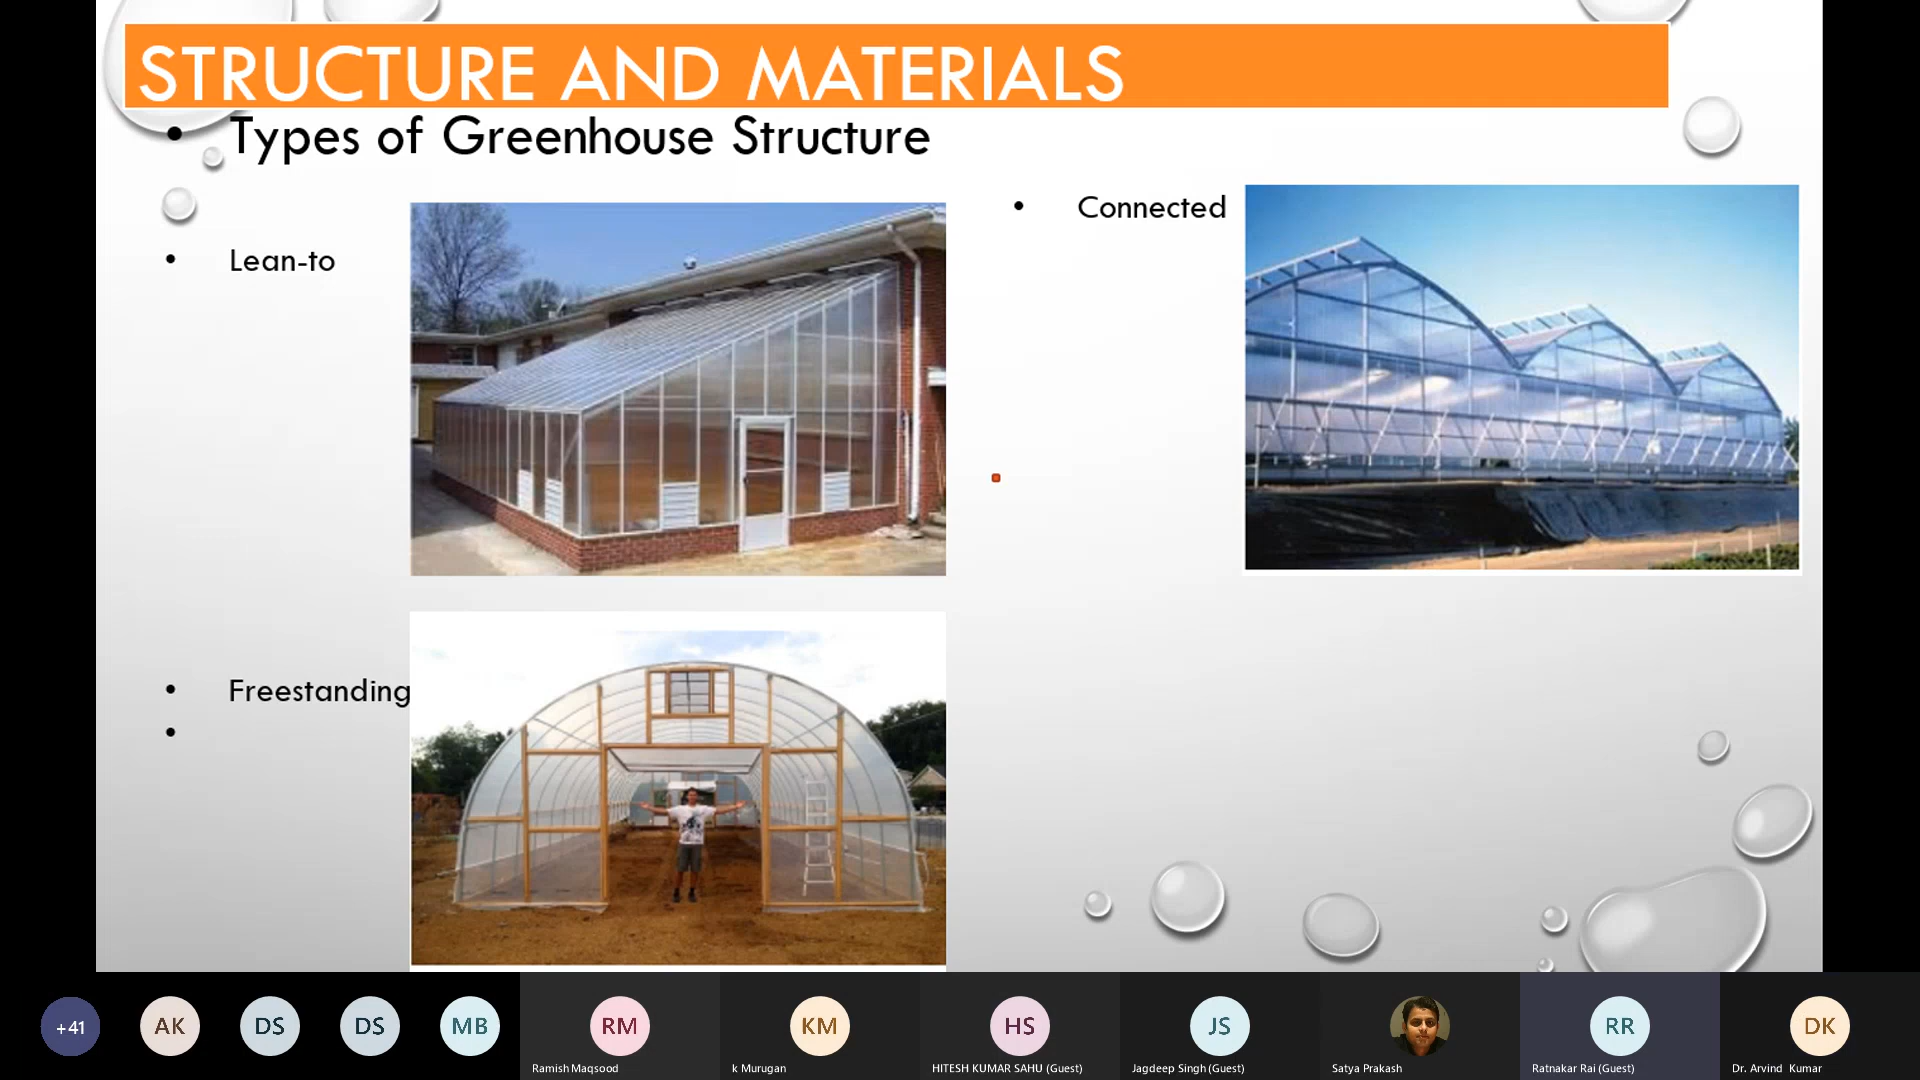 STRUCTURE AND MATERIALS
• Types of Greenhouse Structure
• Lean-to
• Connected
• Freestanding
•
+41
AK
DS
DS
MB
RM
KM
HS
JS
RR
DK
Ramish Maqsood
k Murugan
HITESH KUMAR SAHU (Guest)
Jagdeep Singh (Guest)
Satya Prakash
Ratnakar Rai (Guest)
Dr. Arvind Kumar